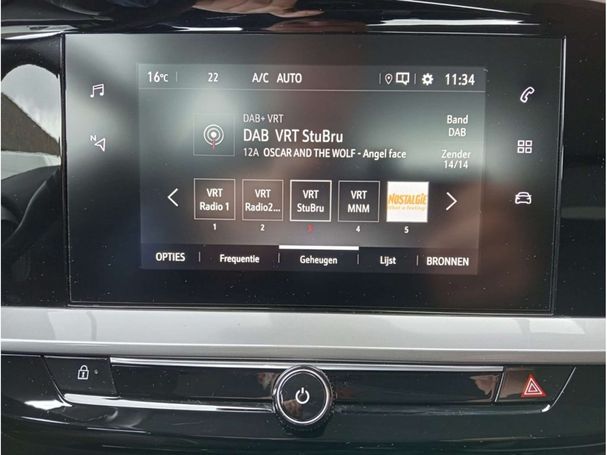 16°C 22 A/C AUTO 11:34
DAB+ VRT
DAB VRT StuBru
12A OSCAR AND THE WOLF - Angel face
Band
DAB
Zender
14/14
N
VRT
Radio 1
VRT
Radio2...
VRT
StuBru
VRT
MNM
NOSTALGIE
What a feeling!
1 2 3 4 5
OPTIES Frequentie Geheugen Lijst BRONNEN